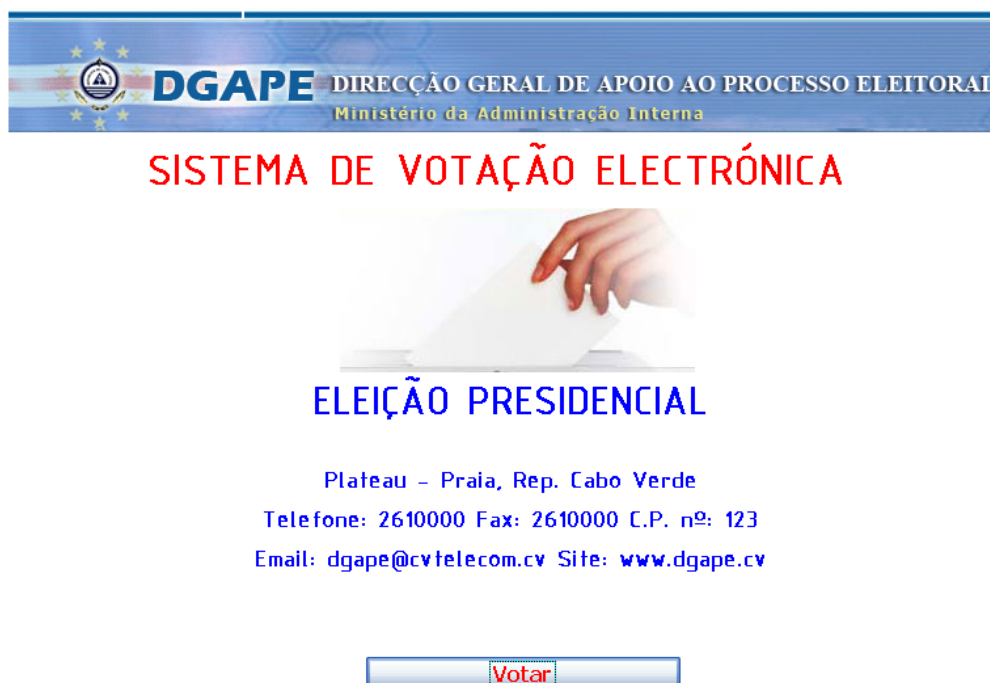 DGAPE DIRECÇÃO GERAL DE APOIO AO PROCESSO ELEITORAL
Ministério da Administração Interna
SISTEMA DE VOTAÇÃO ELECTRÓNICA
ELEIÇÃO PRESIDENCIAL
Plateau - Praia, Rep. Cabo Verde
Telefone: 2610000 Fax: 2610000 C.P. nº: 123
Email: dgape@cvtelecom.cv Site: www.dgape.cv
Votar